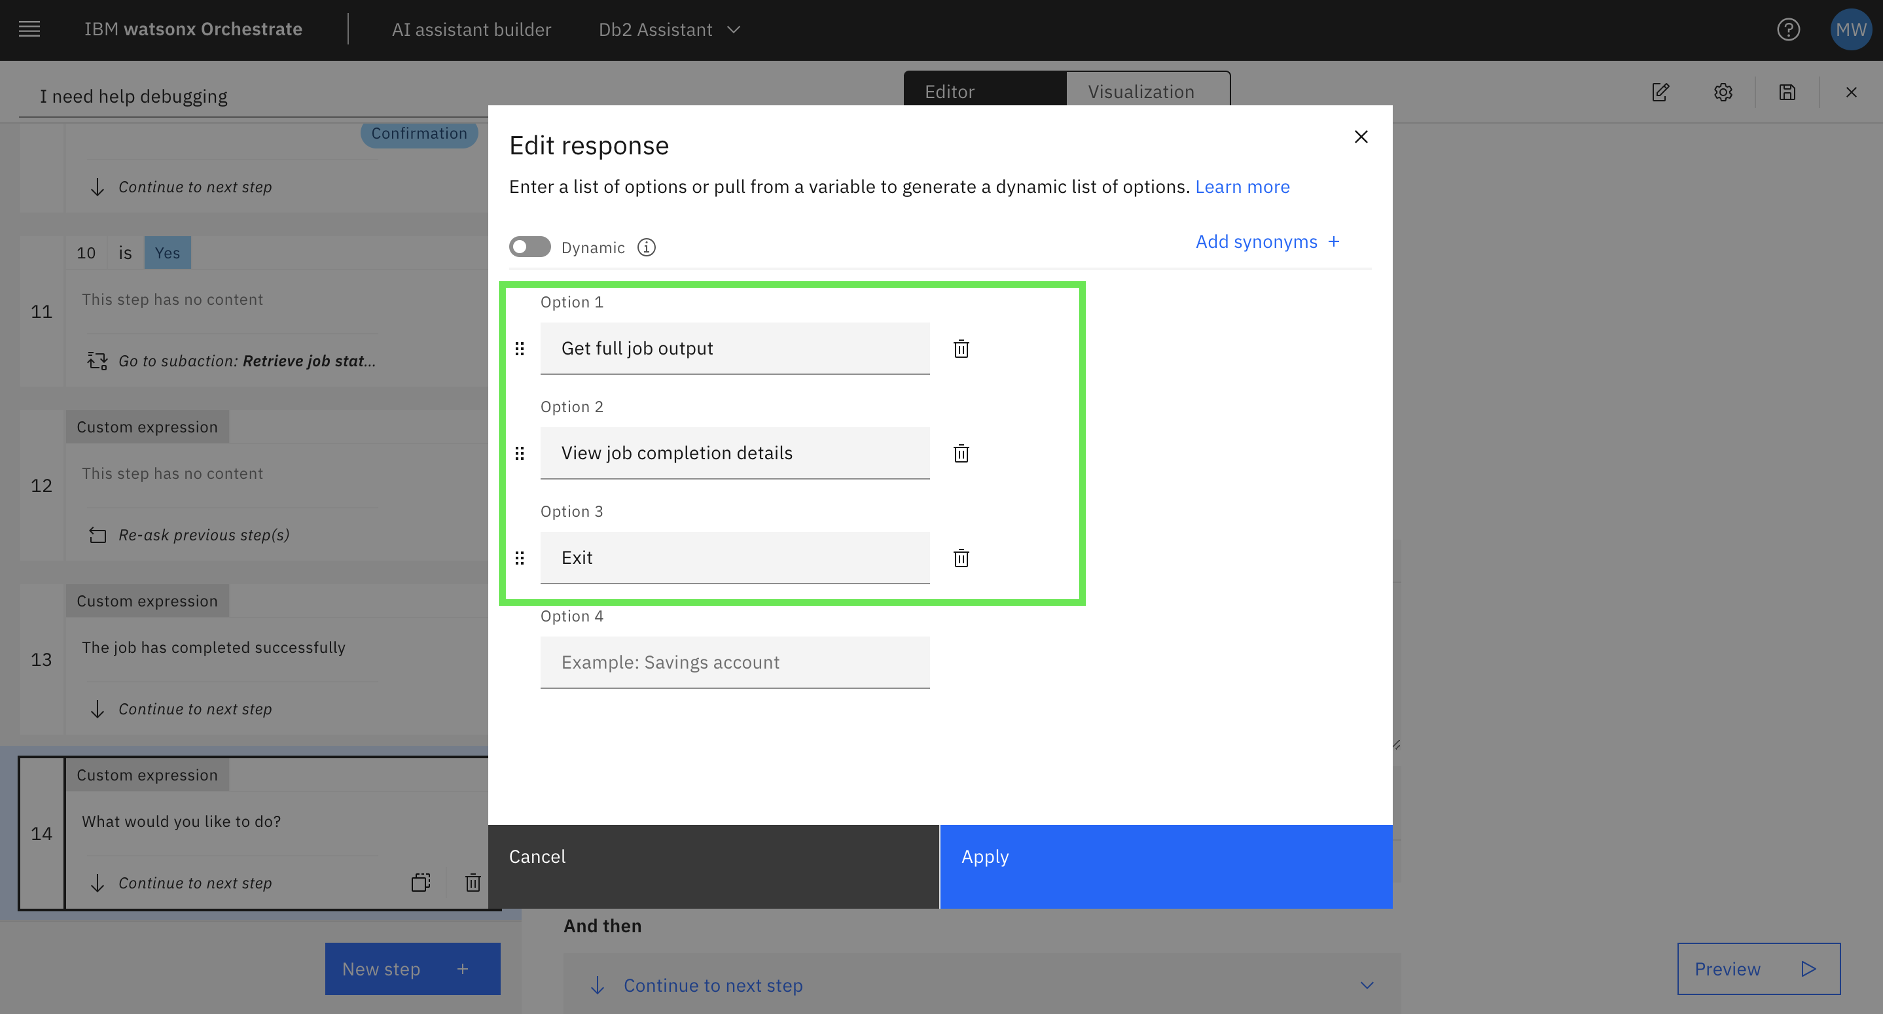 IBM watsonx Orchestrate
AI assistant builder
Db2 Assistant
MW
I need help debugging
Editor
Visualization
Confirmation
Continue to next step
10 is Yes
11
This step has no content
Go to subaction: Retrieve job stat...
Custom expression
12
This step has no content
Re-ask previous step(s)
Custom expression
13
The job has completed successfully
Continue to next step
Custom expression
14
What would you like to do?
Continue to next step
New step +
Edit response
Enter a list of options or pull from a variable to generate a dynamic list of options. Learn more
Dynamic
Add synonyms +
Option 1
Get full job output
Option 2
View job completion details
Option 3
Exit
Option 4
Example: Savings account
Cancel
Apply
And then
Continue to next step
Preview